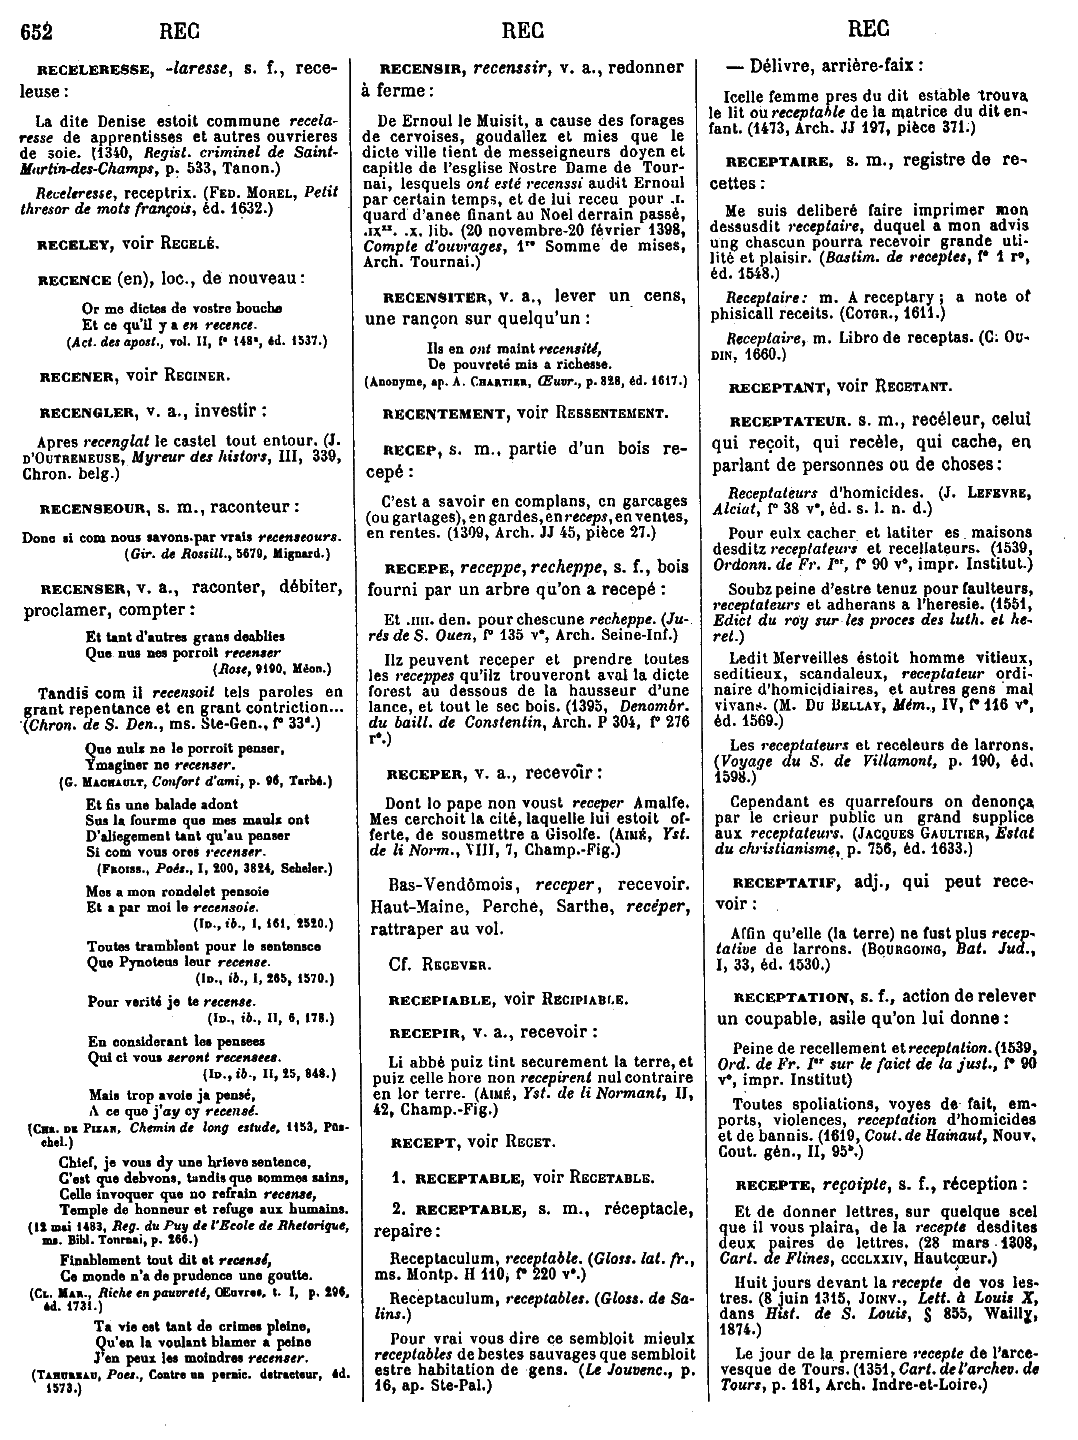 652 REC REC REC
RECELERESSE, -laresse, s. f., rece-
leuse :
La dite Denise estoit commune recela-
resse de apprentisses et autres ouvrieres
de soie. (1340, Regist. criminel de Saint-
Martin-des-Champs, p. 533, Tanon.)
Receleresse, receptrix. (FED. MOREL, Petit
thresor de mots françois, éd. 1632.)
RECELEY, voir REGELÉ.
RECENCE (en), loc., de nouveau :
Or me dictes de vostre bouche
Et ce qu'il y a en recence.
(Act. des apost., vol. II, f° 148ᵃ, éd. 1537.)
RECENER, voir RECINER.
RECENGLER, v. a., investir :
Apres recenglat le castel tout entour. (J.
D'OUTREMEUSE, Myreur des histors, III, 339,
Chron. belg.)
RECENSEOUR, s. m., raconteur :
Donc si com nous savons par vrais recenseours.
(Gir. de Rossill., 5679, Mignard.)
RECENSER, v. a., raconter, débiter,
proclamer, compter :
Et tant d'autres grans deablies
Que nus nes porroit recenser
(Rose, 9190, Méon.)
Tandis com il recensoit tels paroles en
grant repentance et en grant contriction...
(Chron. de S. Den., ms. Ste-Gen., f° 33ᵈ.)
Que nulz ne le porroit penser,
Ymaginer ne recenser.
(G. MACHAULT, Confort d'ami, p. 96, Tarbé.)
Et fis une balade adont
Sus la fourme que mes maulz ont
D'aliegement tant qu'au penser
Si com vous ores recenser.
(FROISS., Poés., I, 200, 3824, Scheler.)
Mes a mon rondelet pensoie
Et a par moi le recensoie.
(ID., ib., I, 161, 2520.)
Toutes tramblent pour le sentensce
Que Pynoteus leur recense.
(ID., ib., I, 265, 1570.)
Pour verité je te recense.
(ID., ib., II, 6, 178.)
En considerant les pensees
Qui ci vous seront recensees.
(ID., ib., II, 25, 848.)
Mais trop avoie ja pensé,
A ce que j'ay cy recensé.
(CHR. DE PIZAN, Chemin de long estude, 1153, Püs-
chel.)
Chief, je vous dy une brieve sentence,
C'est que debvons, tandis que sommes sains,
Celle invoquer que no refrain recense,
Temple de honneur et refuge aux humains.
(12 mai 1483, Reg. du Puy de l'Ecole de Rhetorique,
ms. Bibl. Tournai, p. 266.)
Finablement tout dit et recensé,
Ce monde n'a de prudence une goutte.
(CL. MAR., Riche en pauvreté, Œuvres, t. I, p. 296,
éd. 1731.)
Ta vie est tant de crimes pleine,
Qu'en la voulant blamer a peine
J'en peux les moindres recenser.
(TAHUREAU, Poes., Contre un pernic. detracteur, éd.
1573.)
RECENSIR, recenssir, v. a., redonner
à ferme :
De Ernoul le Muisit, a cause des forages
de cervoises, goudallez et mies que le
dicte ville tient de messeigneurs doyen et
capitle de l'esglise Nostre Dame de Tour-
nai, lesquels ont esté recenssi audit Ernoul
par certain temps, et de lui receu pour .I.
quard d'anee finant au Noel derrain passé,
.IXˣˣ. .X. lib. (20 novembre-20 février 1398,
Compte d'ouvrages, 1ʳᵉ Somme de mises,
Arch. Tournai.)
RECENSITER, v. a., lever un cens,
une rançon sur quelqu'un :
Ils en ont maint recensité,
De pouvreté mis a richesse.
(Anonyme, ap. A. CHARTIER, Œuvr., p. 828, éd. 1617.)
RECENTEMENT, voir RESSENTEMENT.
RECEP, s. m., partie d'un bois re-
cepé :
C'est a savoir en complans, en garcages
(ou gartages), en gardes, en receps, en ventes,
en rentes. (1309, Arch. JJ 45, pièce 27.)
RECEPE, receppe, recheppe, s. f., bois
fourni par un arbre qu'on a recepé :
Et .IIII. den. pour chescune recheppe. (Ju-
rés de S. Ouen, f° 135 v°, Arch. Seine-Inf.)
Ilz peuvent receper et prendre toutes
les receppes qu'ilz trouveront aval la dicte
forest au dessous de la hausseur d'une
lance, et tout le sec bois. (1395, Denombr.
du baill. de Constentin, Arch. P 304, f° 276
r°.)
RECEPER, v. a., recevoir :
Dont lo pape non voust receper Amalfe.
Mes cerchoit la cité, laquelle lui estoit of-
ferte, de sousmettre a Gisolfe. (AIMÉ, Yst.
de li Norm., VIII, 7, Champ.-Fig.)
Bas-Vendômois, receper, recevoir.
Haut-Maine, Perche, Sarthe, recéper,
rattraper au vol.
Cf. RECEVER.
RECEPIABLE, voir RECIPIABLE.
RECEPIR, v. a., recevoir :
Li abbé puiz tint securement la terre, et
puiz celle hore non recepirent nul contraire
en lor terre. (AIMÉ, Yst. de li Normant, II,
42, Champ.-Fig.)
RECEPT, voir RECET.
1. RECEPTABLE, voir RECETABLE.
2. RECEPTABLE, s. m., réceptacle,
repaire :
Receptaculum, receptable. (Gloss. lat. fr.,
ms. Montp. H 110, f° 220 v°.)
Receptaculum, receptables. (Gloss. de Sa-
lins.)
Pour vrai vous dire ce sembloit mieulx
receptables de bestes sauvages que sembloit
estre habitation de gens. (Le Jouvenc., p.
16, ap. Ste-Pal.)
— Délivre, arrière-faix :
Icelle femme pres du dit estable trouva
le lit ou receptable de la matrice du dit en-
fant. (1473, Arch. JJ 197, pièce 371.)
RECEPTAIRE, s. m., registre de re-
cettes :
Me suis deliberé faire imprimer mon
dessusdit receptaire, duquel a mon advis
ung chascun pourra recevoir grande uti-
lité et plaisir. (Bastim. de receptes, f° 1 r°,
éd. 1548.)
Receptaire: m. A receptary; a note of
phisicall receits. (COTGR., 1611.)
Receptaire, m. Libro de receptas. (C. OU-
DIN, 1660.)
RECEPTANT, voir RECETANT.
RECEPTATEUR. s. m., recéleur, celui
qui reçoit, qui recèle, qui cache, en
parlant de personnes ou de choses :
Receptateurs d'homicides. (J. LEFEVRE,
Alciat, f° 38 v°, éd. s. l. n. d.)
Pour eulx cacher et latiter es maisons
desditz receptateurs et recellateurs. (1539,
Ordonn. de Fr. Iᵉʳ, f° 90 v°, impr. Institut.)
Soubz peine d'estre tenuz pour faulteurs,
receptateurs et adherans a l'heresie. (1551,
Edict du roy sur les proces des luth. et he-
ret.)
Ledit Merveilles estoit homme vitieux,
seditieux, scandaleux, receptateur ordi-
naire d'homicidiaires, et autres gens mal
vivans. (M. DU BELLAY, Mém., IV, f° 116 v°,
éd. 1569.)
Les receptateurs et receleurs de larrons.
(Voyage du S. de Villamont, p. 190, éd.
1598.)
Cependant es quarrefours on denonça
par le crieur public un grand supplice
aux receptateurs. (JACQUES GAULTIER, Estat
du christianisme, p. 756, éd. 1633.)
RECEPTATIF, adj., qui peut rece-
voir :
Affin qu'elle (la terre) ne fust plus recep-
tative de larrons. (BOURGOING, Bat. Jud.,
I, 33, éd. 1530.)
RECEPTATION, s. f., action de relever
un coupable, asile qu'on lui donne :
Peine de recellement et receptation. (1539,
Ord. de Fr. Iᵉʳ sur le faict de la just., f° 90
v°, impr. Institut)
Toutes spoliations, voyes de fait, em-
ports, violences, receptation d'homicides
et de bannis. (1619, Cout. de Hainaut, Nouv.
Cout. gén., II, 95ᵇ.)
RECEPTE, reçoipte, s. f., réception :
Et de donner lettres, sur quelque scel
que il vous plaira, de la recepte desdites
deux paires de lettres. (28 mars 1308,
Cart. de Flines, CCCLXXIV, Hautcœur.)
Huit jours devant la recepte de vos les-
tres. (8 juin 1315, JOINV., Lett. à Louis X,
dans Hist. de S. Louis, § 855, Wailly,
1874.)
Le jour de la premiere recepte de l'arce-
vesque de Tours. (1351, Cart. de l'archev. de
Tours, p. 181, Arch. Indre-et-Loire.)